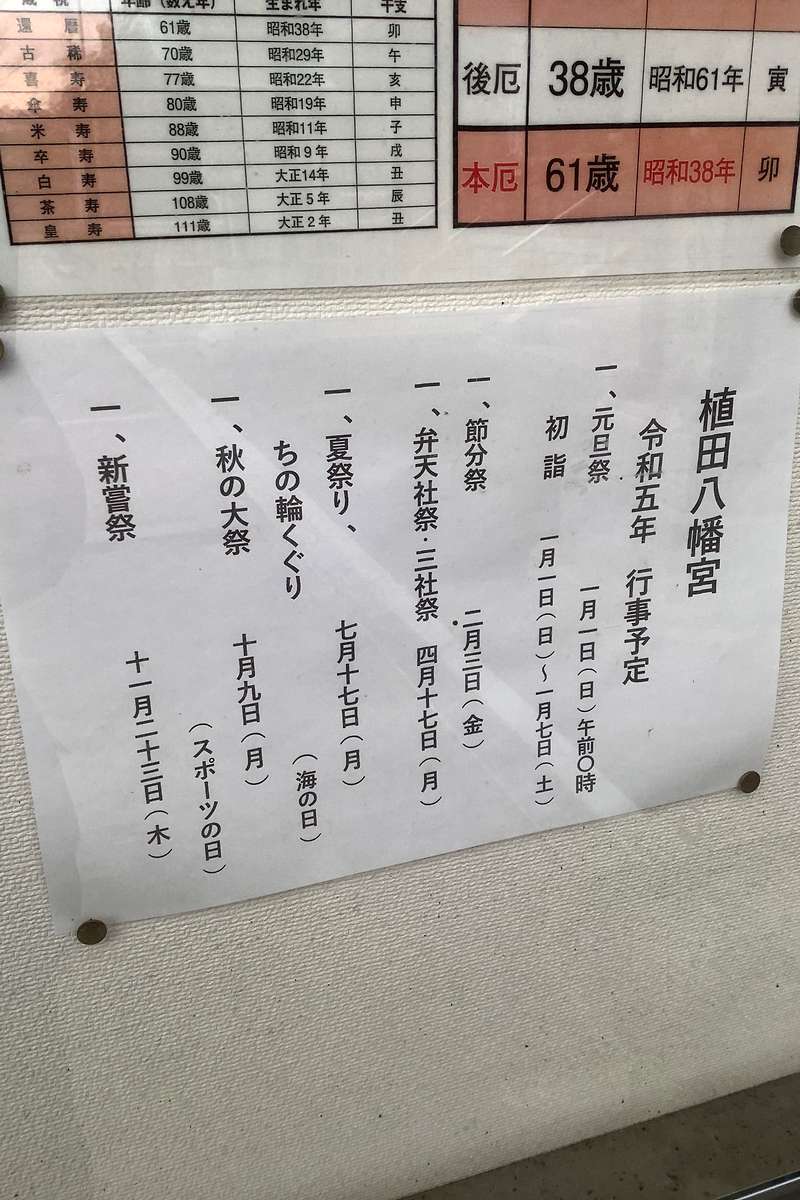 年齢（数え年） 生まれ年 干支
還暦 61歳 昭和38年 卯
古稀 70歳 昭和29年 午
喜寿 77歳 昭和22年 亥
傘寿 80歳 昭和19年 申
米寿 88歳 昭和11年 子
卒寿 90歳 昭和9年 戌
白寿 99歳 大正14年 丑
茶寿 108歳 大正5年 辰
皇寿 111歳 大正2年 丑
後厄 38歳 昭和61年 寅
本厄 61歳 昭和38年 卯
植田八幡宮
令和五年 行事予定
一、元旦祭 一月一日（日）午前〇時
初詣 一月一日（日）～一月七日（土）
一、節分祭 二月三日（金）
一、弁天社祭・三社祭 四月十七日（月）
一、夏祭り、 七月十七日（月）
ちの輪くぐり （海の日）
一、秋の大祭 十月九日（月）
（スポーツの日）
一、新嘗祭 十一月二十三日（木）